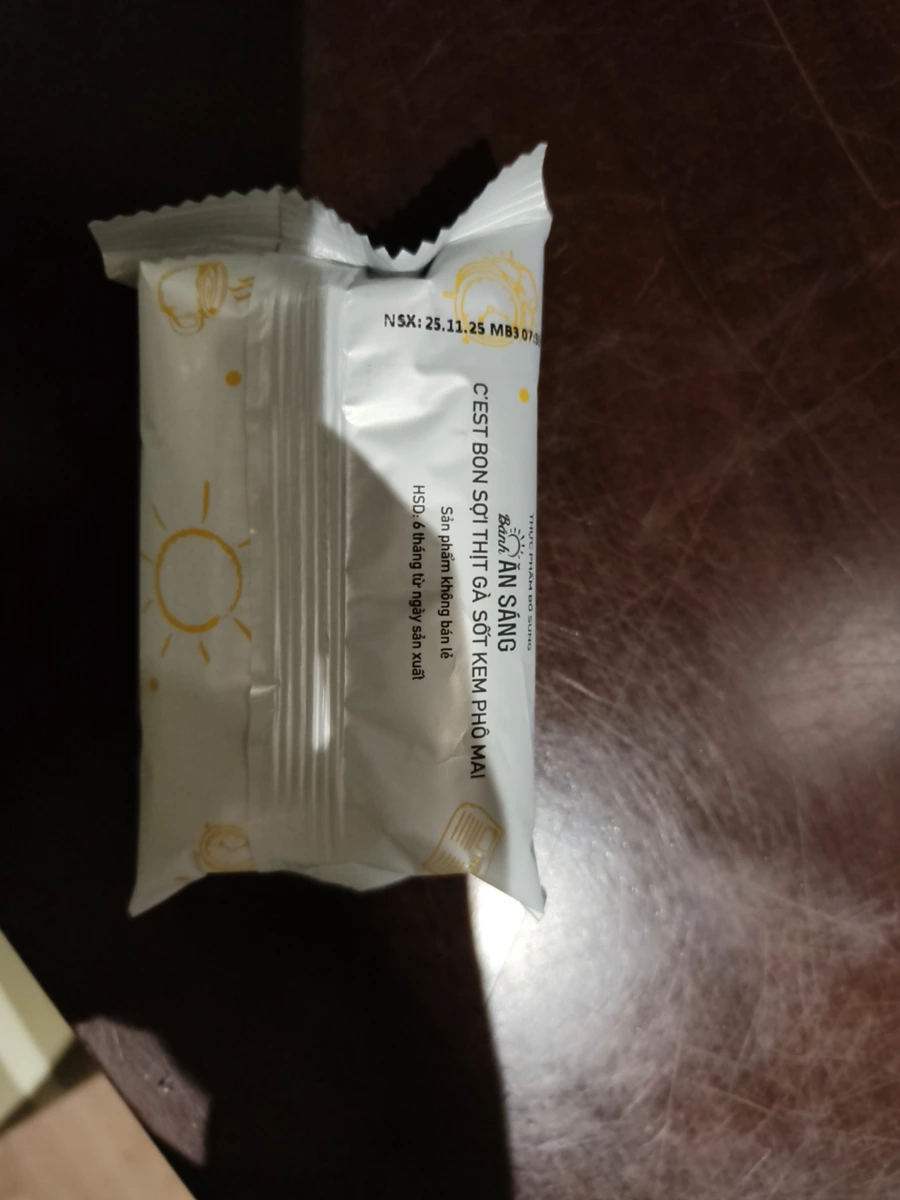 NSX: 25.11.25 MB3
THỰC PHẨM BỔ SUNG
Bánh ĂN SÁNG
C'EST BON SỢI THỊT GÀ SỐT KEM PHÔ MAI
Sản phẩm không bán lẻ
HSD: 6 tháng từ ngày sản xuất